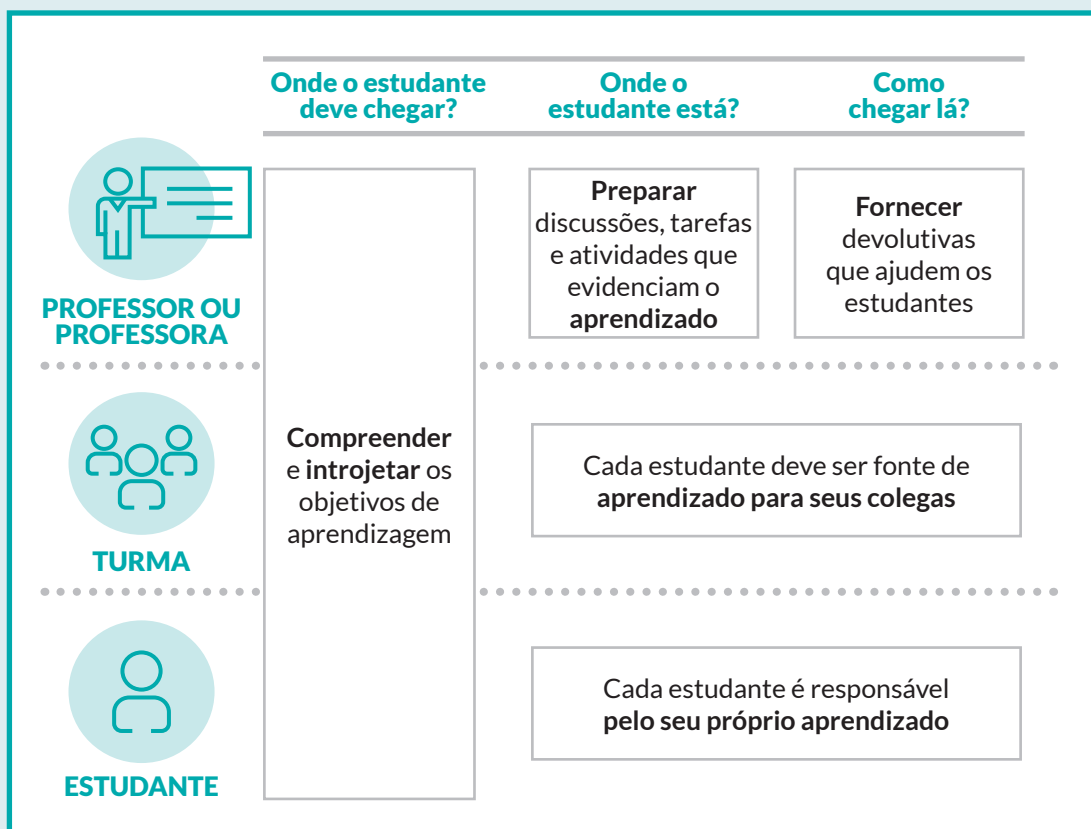 Onde o estudante
deve chegar?
Onde o
estudante está?
Como
chegar lá?
PROFESSOR OU
PROFESSORA
Preparar
discussões, tarefas
e atividades que
evidenciam o
aprendizado
Fornecer
devolutivas
que ajudem os
estudantes
Compreender
e introjetar os
objetivos de
aprendizagem
TURMA
Cada estudante deve ser fonte de
aprendizado para seus colegas
ESTUDANTE
Cada estudante é responsável
pelo seu próprio aprendizado